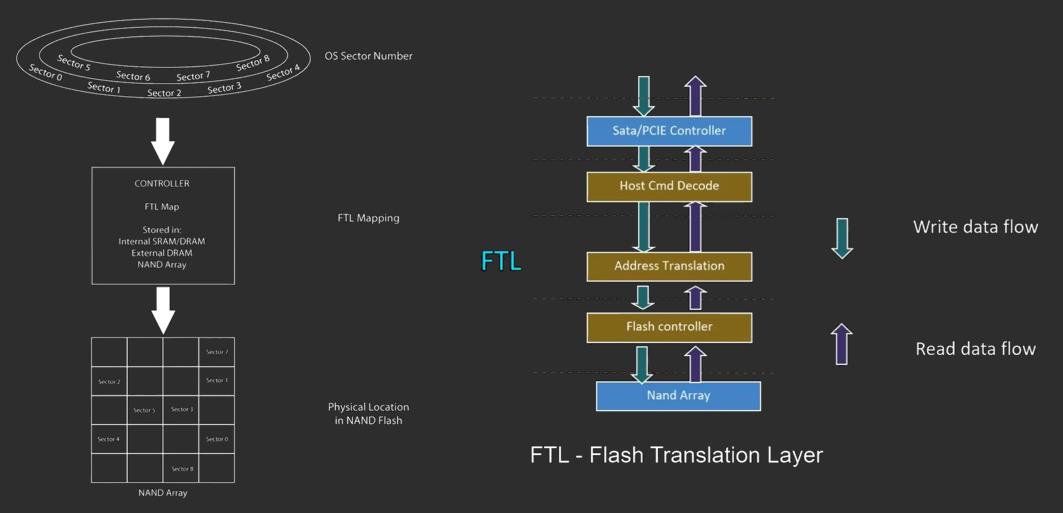 OS Sector Number
Sector 0
Sector 1
Sector 2
Sector 3
Sector 4
Sector 5
Sector 6
Sector 7
Sector 8
CONTROLLER
FTL Map
Stored in:
Internal SRAM/DRAM
External DRAM
NAND Array
FTL Mapping
Sector 7
Sector 2
Sector 1
Sector 5
Sector 3
Sector 4
Sector 0
Sector 8
Physical Location
in NAND Flash
NAND Array
FTL
Sata/PCIE Controller
Host Cmd Decode
Address Translation
Flash controller
Nand Array
Write data flow
Read data flow
FTL - Flash Translation Layer